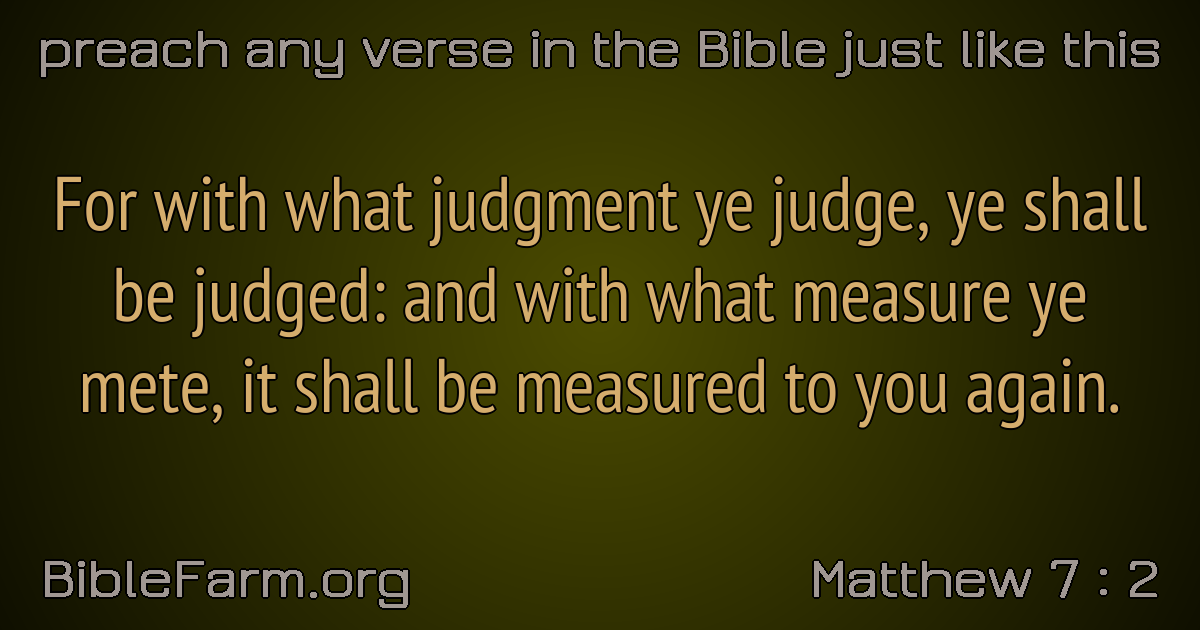 preach any verse in the Bible just like this
For with what judgment ye judge, ye shall
be judged: and with what measure ye
mete, it shall be measured to you again.
BibleFarm.org
Matthew 7 : 2